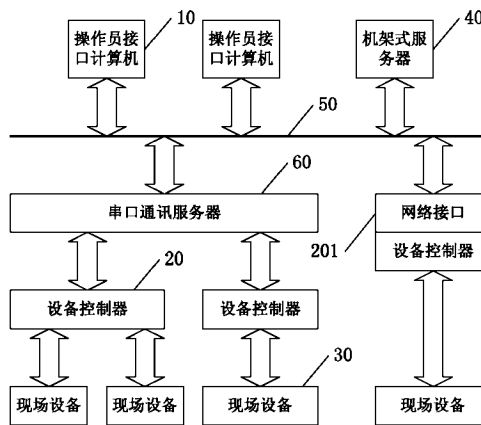 10
操作员接
口计算机
操作员接
口计算机
机架式服
务器
40
50
60
串口通讯服务器
网络接口
201
设备控制器
20
设备控制器
设备控制器
30
现场设备
现场设备
现场设备
现场设备